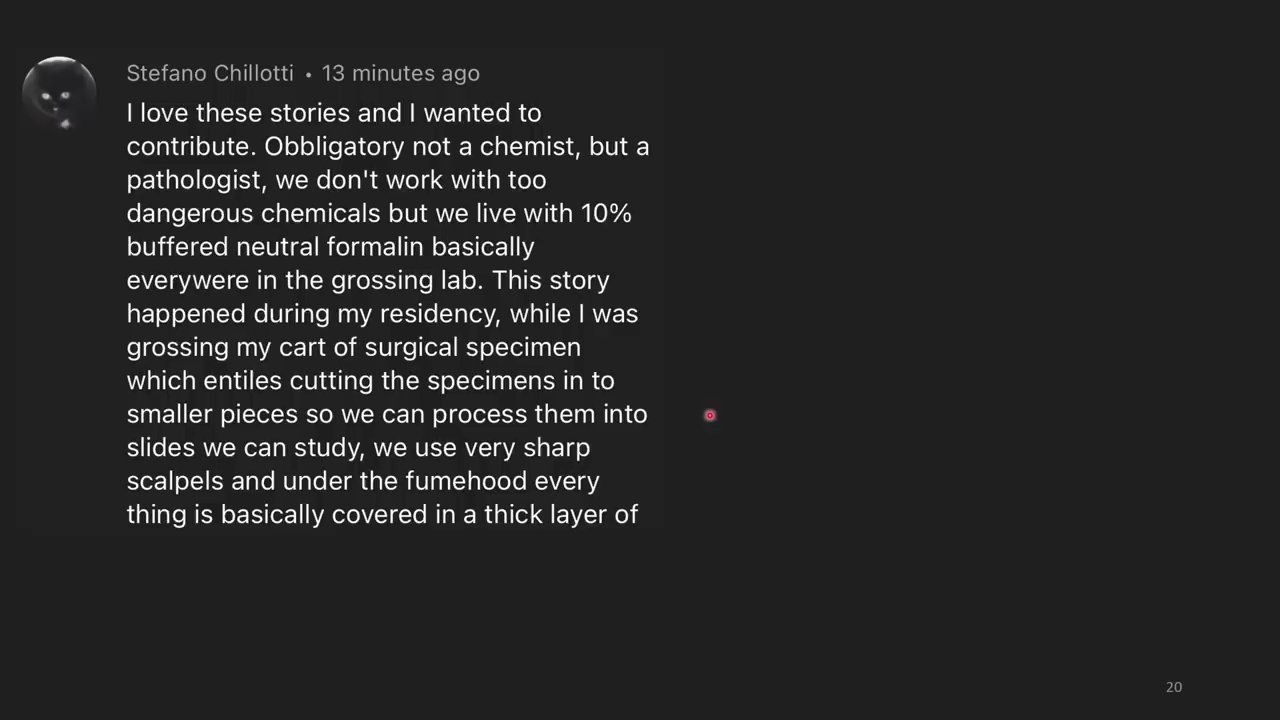 Stefano Chillotti • 13 minutes ago
I love these stories and I wanted to
contribute. Obbligatory not a chemist, but a
pathologist, we don't work with too
dangerous chemicals but we live with 10%
buffered neutral formalin basically
everywere in the grossing lab. This story
happened during my residency, while I was
grossing my cart of surgical specimen
which entiles cutting the specimens in to
smaller pieces so we can process them into
slides we can study, we use very sharp
scalpels and under the fumehood every
thing is basically covered in a thick layer of
20